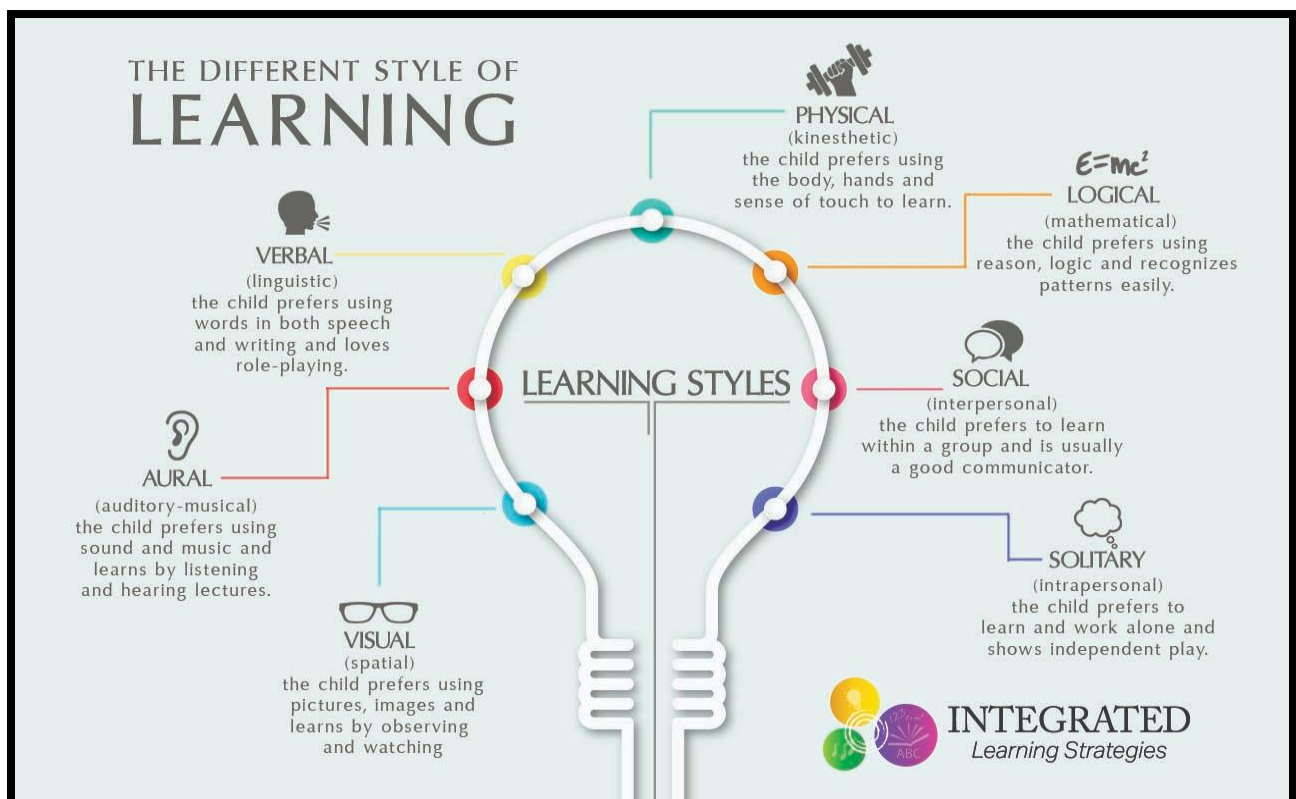 THE DIFFERENT STYLE OF
LEARNING
PHYSICAL
(kinesthetic)
the child prefers using
the body, hands and
sense of touch to learn.
E=mc²
LOGICAL
(mathematical)
the child prefers using
reason, logic and recognizes
patterns easily.
VERBAL
(linguistic)
the child prefers using
words in both speech
and writing and loves
role-playing.
LEARNING STYLES
SOCIAL
(interpersonal)
the child prefers to learn
within a group and is usually
a good communicator.
AURAL
(auditory-musical)
the child prefers using
sound and music and
learns by listening
and hearing lectures.
SOLITARY
(intrapersonal)
the child prefers to
learn and work alone and
shows independent play.
VISUAL
(spatial)
the child prefers using
pictures, images and
learns by observing
and watching
ABC
INTEGRATED
Learning Strategies